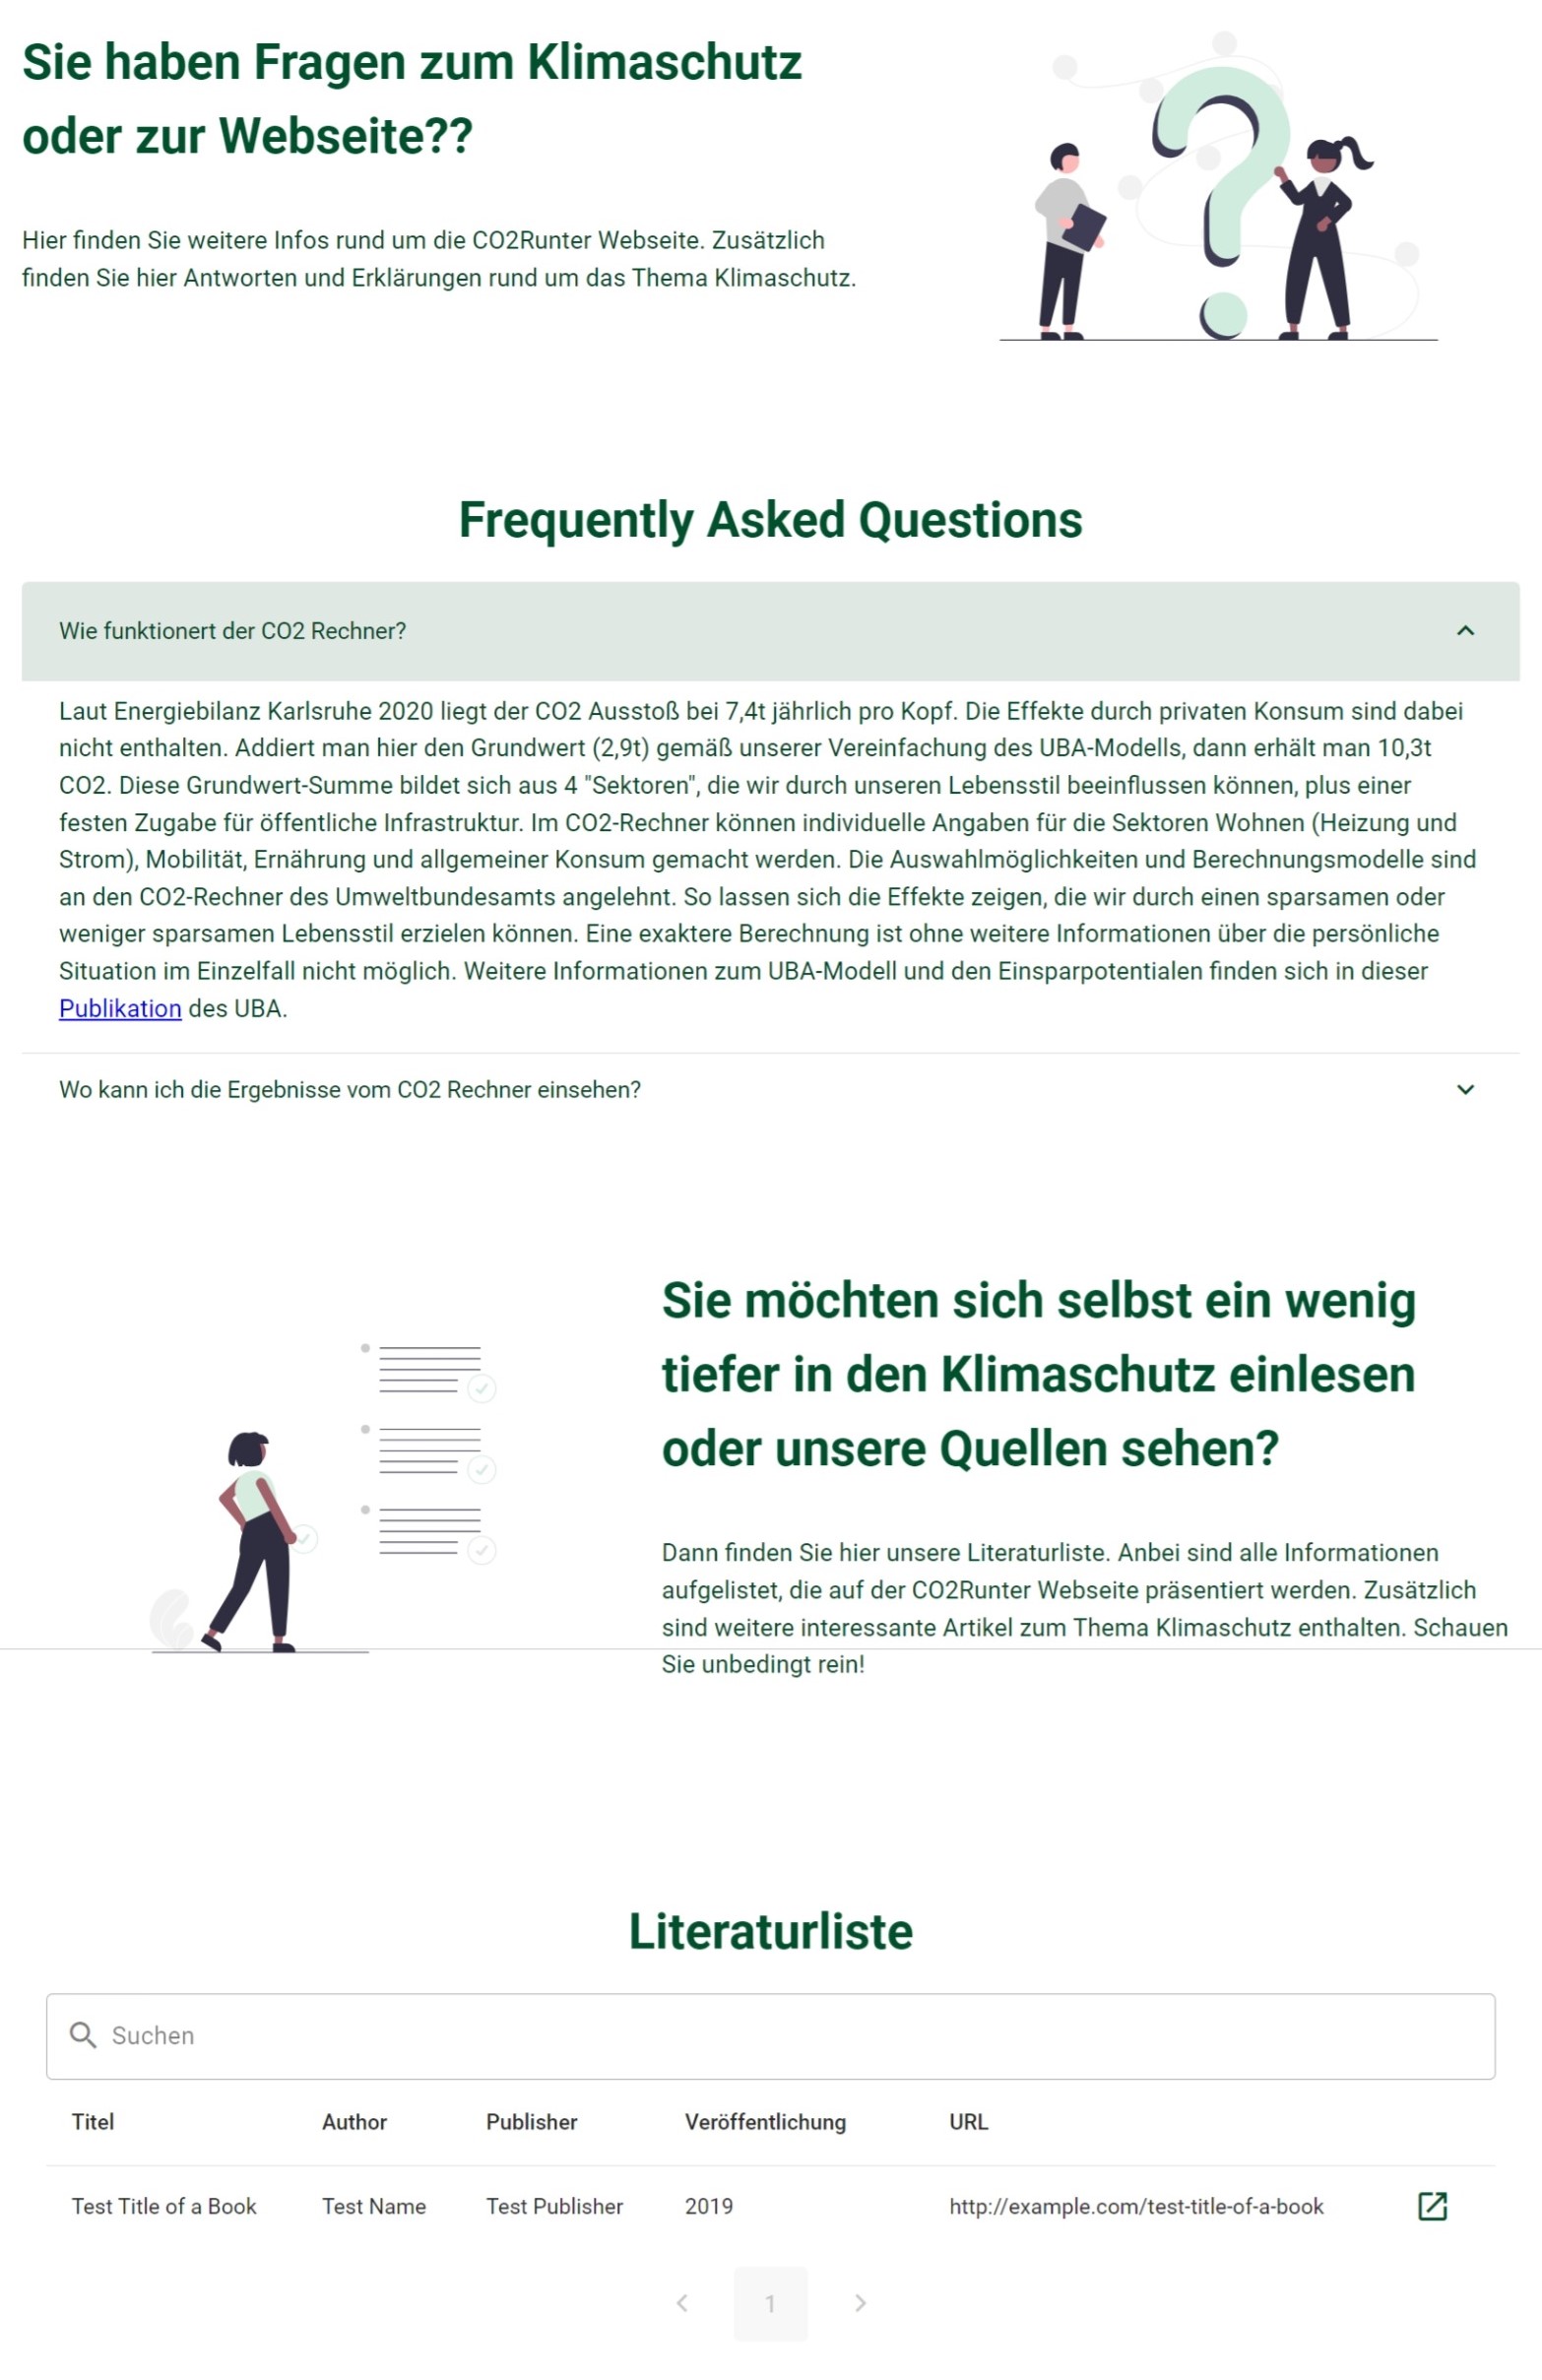 Sie haben Fragen zum Klimaschutz
oder zur Webseite??
Hier finden Sie weitere Infos rund um die CO2Runter Webseite. Zusätzlich
finden Sie hier Antworten und Erklärungen rund um das Thema Klimaschutz.
Frequently Asked Questions
Wie funktionert der CO2 Rechner?
Laut Energiebilanz Karlsruhe 2020 liegt der CO2 Ausstoß bei 7,4t jährlich pro Kopf. Die Effekte durch privaten Konsum sind dabei
nicht enthalten. Addiert man hier den Grundwert (2,9t) gemäß unserer Vereinfachung des UBA-Modells, dann erhält man 10,3t
CO2. Diese Grundwert-Summe bildet sich aus 4 "Sektoren", die wir durch unseren Lebensstil beeinflussen können, plus einer
festen Zugabe für öffentliche Infrastruktur. Im CO2-Rechner können individuelle Angaben für die Sektoren Wohnen (Heizung und
Strom), Mobilität, Ernährung und allgemeiner Konsum gemacht werden. Die Auswahlmöglichkeiten und Berechnungsmodelle sind
an den CO2-Rechner des Umweltbundesamts angelehnt. So lassen sich die Effekte zeigen, die wir durch einen sparsamen oder
weniger sparsamen Lebensstil erzielen können. Eine exaktere Berechnung ist ohne weitere Informationen über die persönliche
Situation im Einzelfall nicht möglich. Weitere Informationen zum UBA-Modell und den Einsparpotentialen finden sich in dieser
Publikation des UBA.
Wo kann ich die Ergebnisse vom CO2 Rechner einsehen?
Sie möchten sich selbst ein wenig
tiefer in den Klimaschutz einlesen
oder unsere Quellen sehen?
Dann finden Sie hier unsere Literaturliste. Anbei sind alle Informationen
aufgelistet, die auf der CO2Runter Webseite präsentiert werden. Zusätzlich
sind weitere interessante Artikel zum Thema Klimaschutz enthalten. Schauen
Sie unbedingt rein!
Literaturliste
Suchen
Titel Author Publisher Veröffentlichung URL
Test Title of a Book Test Name Test Publisher 2019 http://example.com/test-title-of-a-book
1